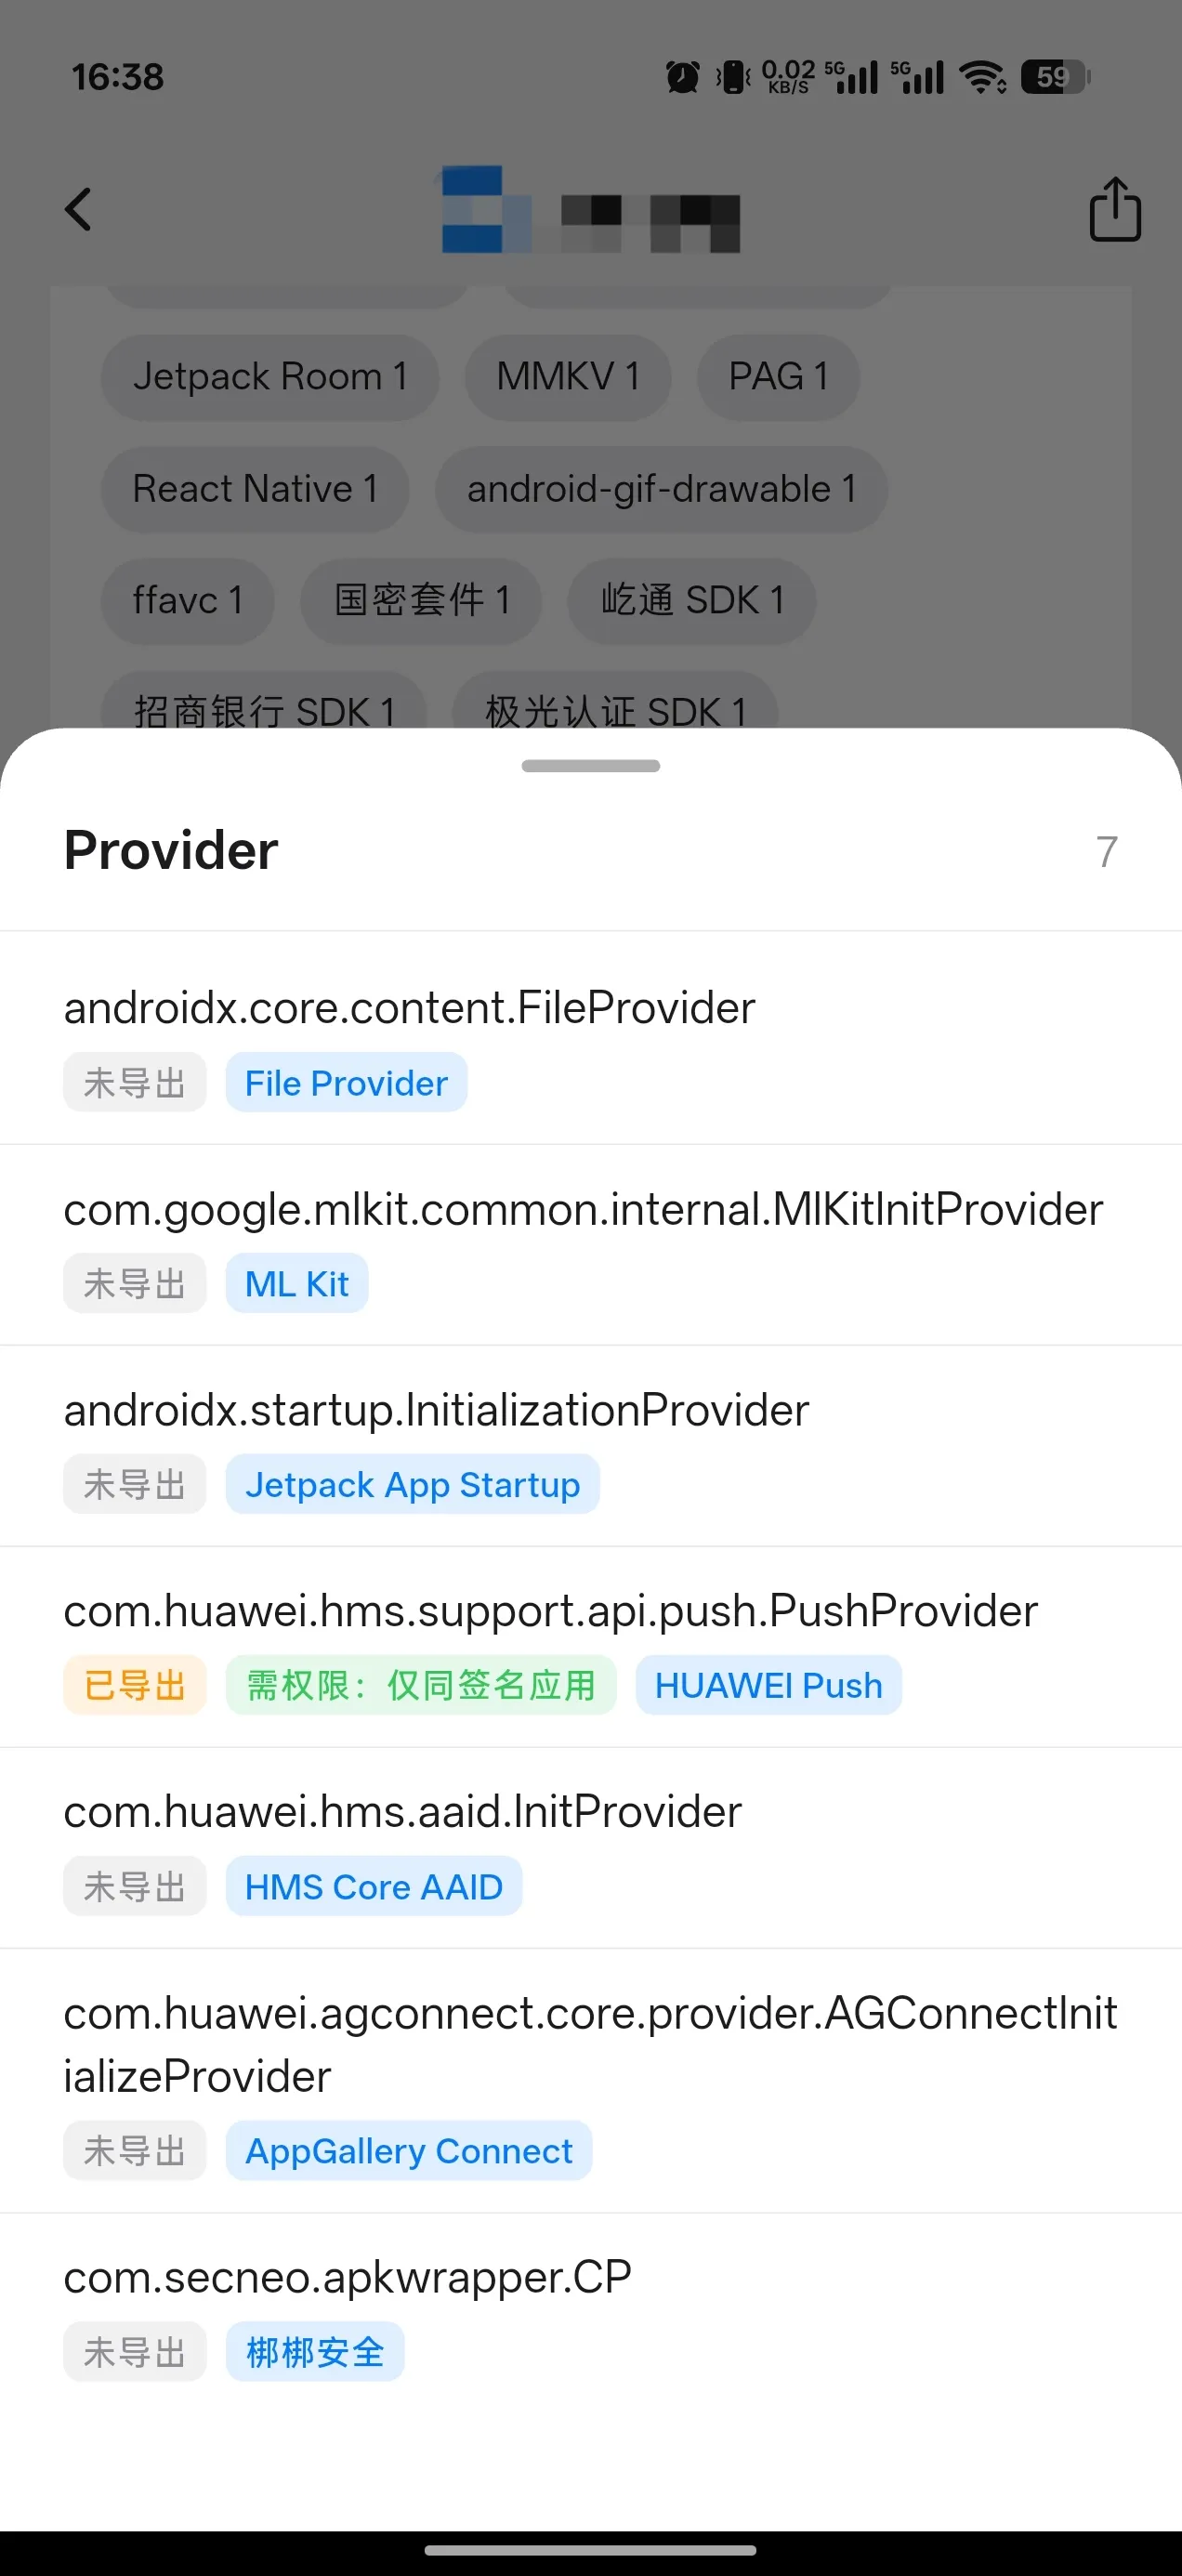 16:38
0.02
KB/S
5G
5G
59
Jetpack Room 1
MMKV 1
PAG 1
React Native 1
android-gif-drawable 1
ffavc 1
国密套件 1
屹通 SDK 1
招商银行 SDK 1
极光认证 SDK 1
Provider
7
androidx.core.content.FileProvider
未导出
File Provider
com.google.mlkit.common.internal.MlKitInitProvider
未导出
ML Kit
androidx.startup.InitializationProvider
未导出
Jetpack App Startup
com.huawei.hms.support.api.push.PushProvider
已导出
需权限：仅同签名应用
HUAWEI Push
com.huawei.hms.aaid.InitProvider
未导出
HMS Core AAID
com.huawei.agconnect.core.provider.AGConnectInit
ializeProvider
未导出
AppGallery Connect
com.secneo.apkwrapper.CP
未导出
梆梆安全